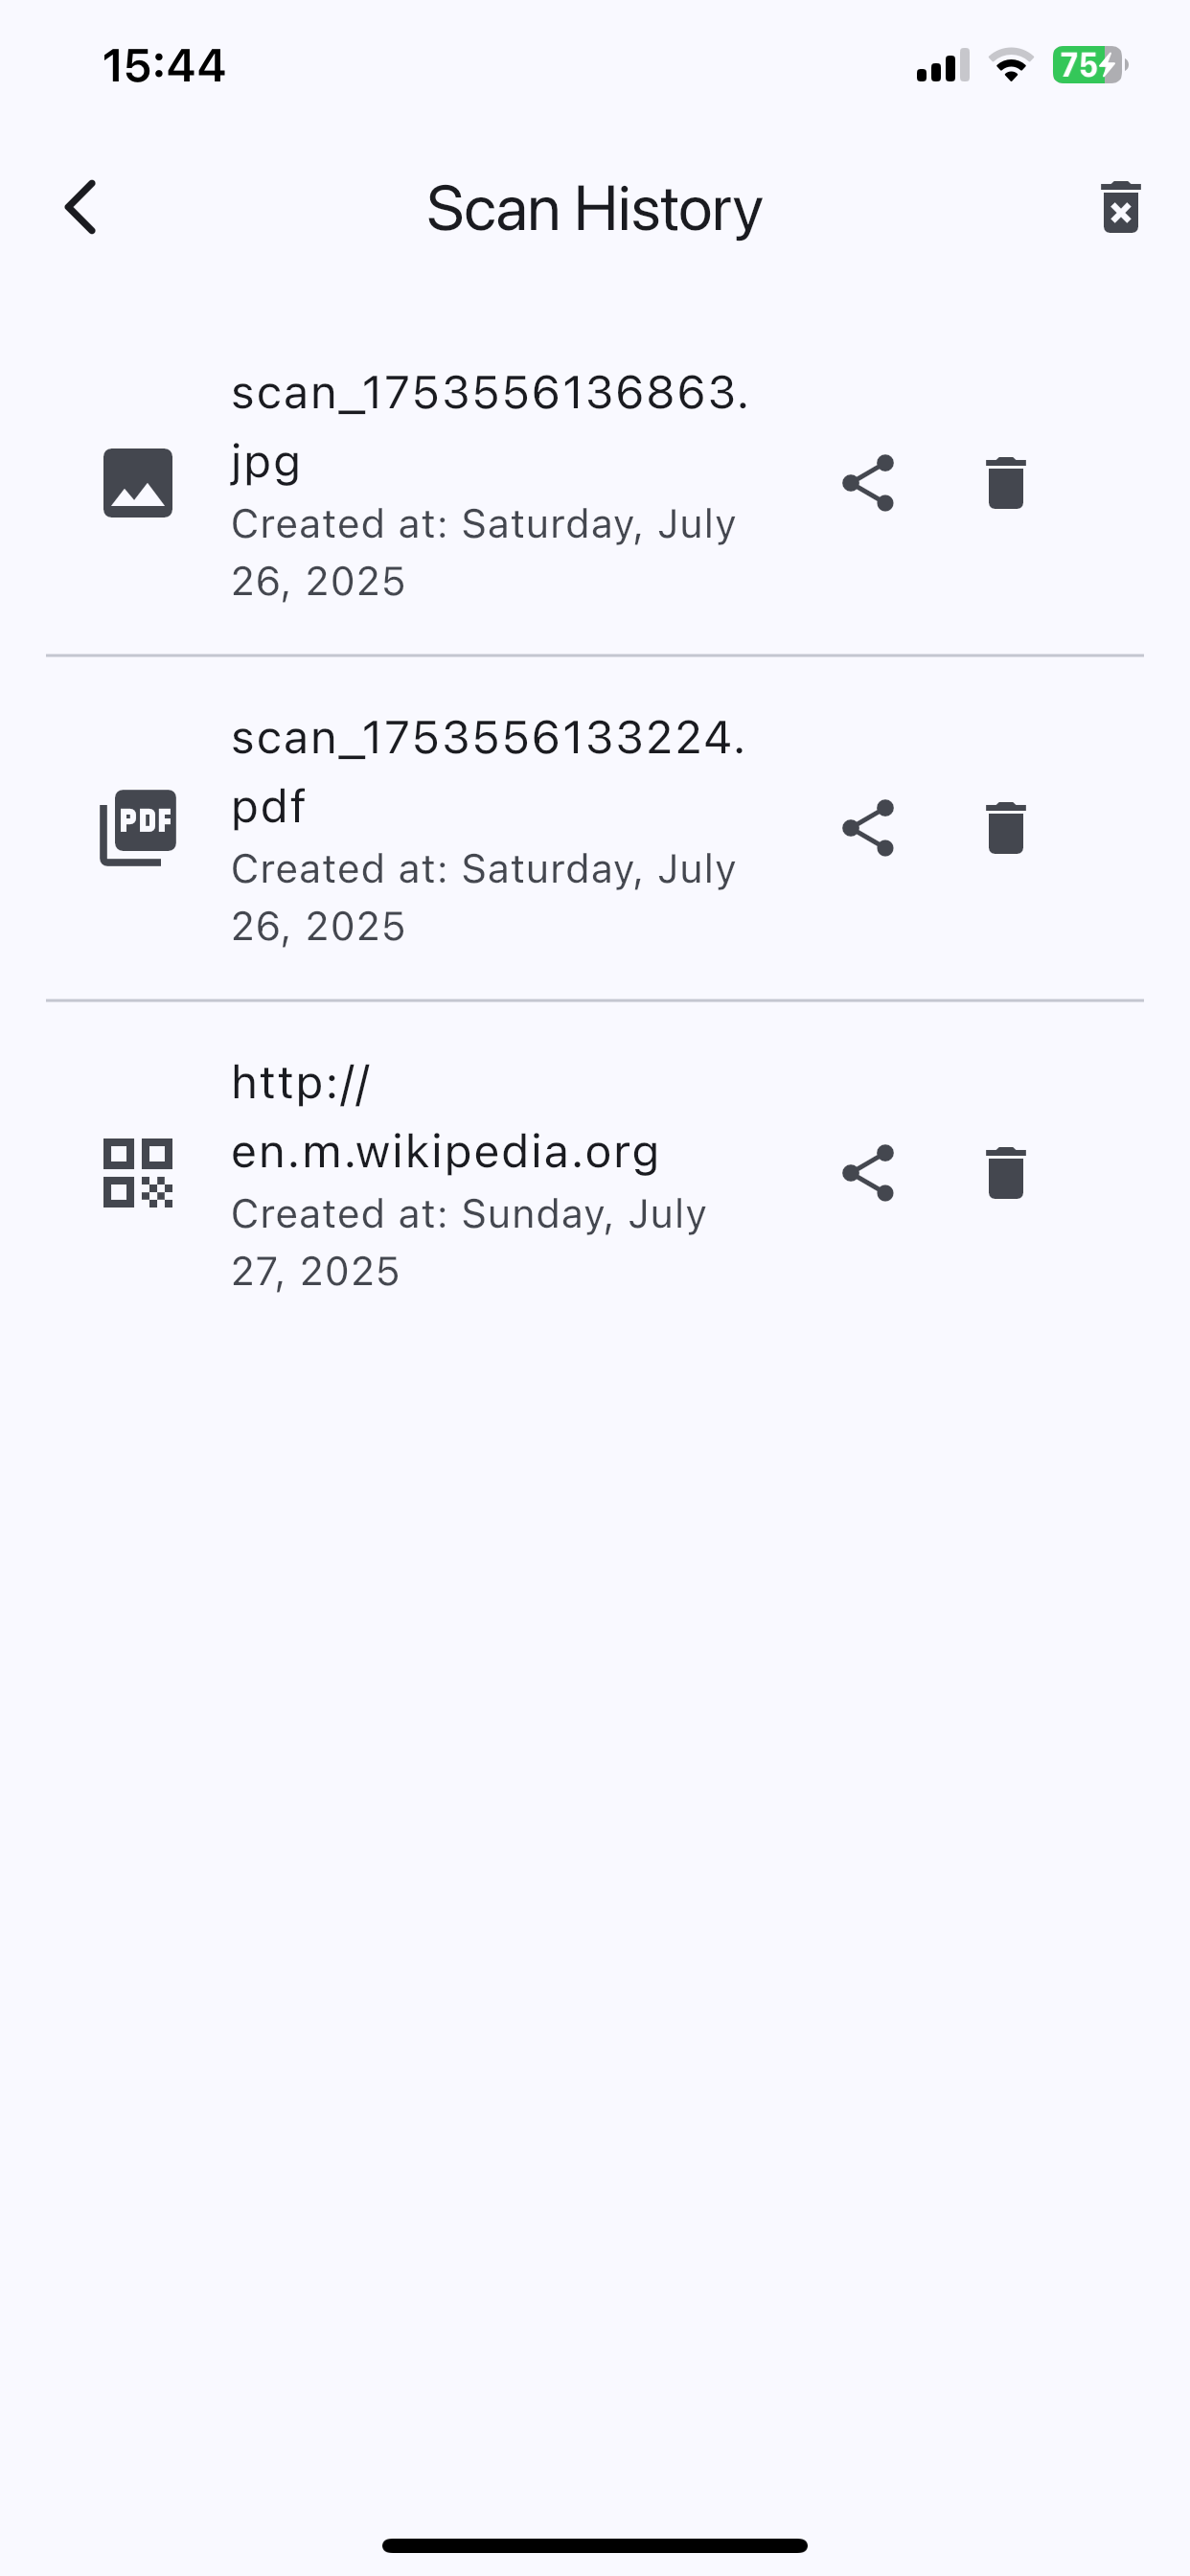 15:44
75
Scan History
scan_1753556136863.
jpg
Created at: Saturday, July
26, 2025
scan_1753556133224.
PDF
pdf
Created at: Saturday, July
26, 2025
http://
en.m.wikipedia.org
Created at: Sunday, July
27, 2025